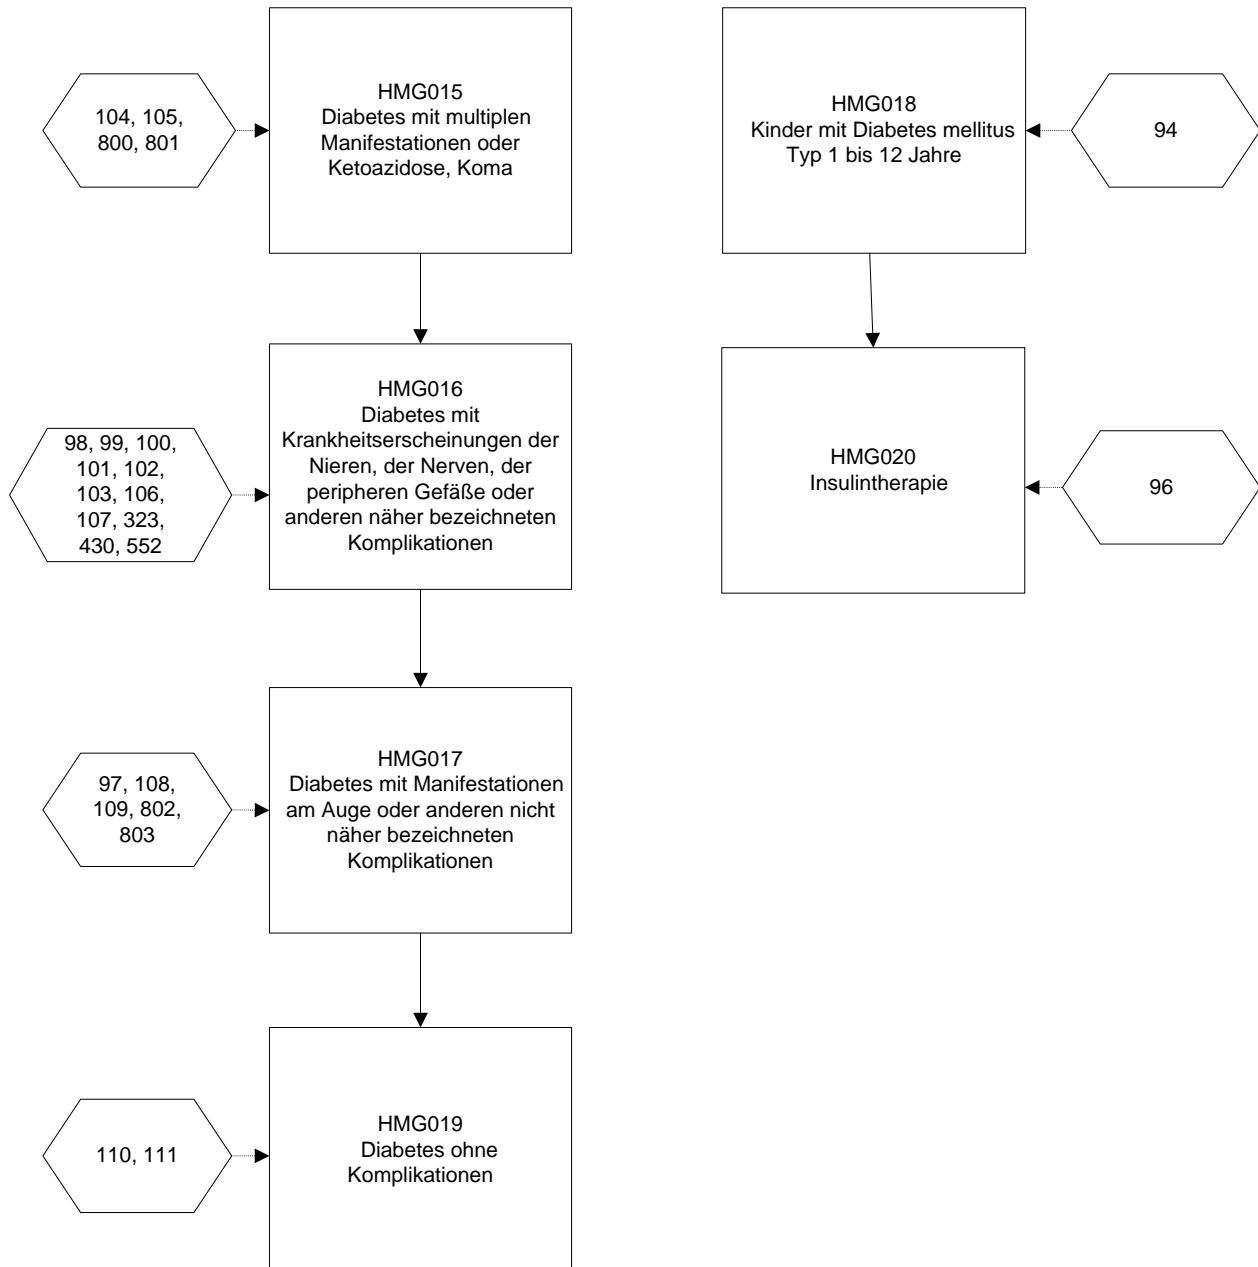 104, 105,
800, 801
HMG015
Diabetes mit multiplen
Manifestationen oder
Ketoazidose, Koma
HMG018
Kinder mit Diabetes mellitus
Typ 1 bis 12 Jahre
94
98, 99, 100,
101, 102,
103, 106,
107, 323,
430, 552
HMG016
Diabetes mit
Krankheitserscheinungen der
Nieren, der Nerven, der
peripheren Gefäße oder
anderen näher bezeichneten
Komplikationen
HMG020
Insulintherapie
96
97, 108,
109, 802,
803
HMG017
Diabetes mit Manifestationen
am Auge oder anderen nicht
näher bezeichneten
Komplikationen
110, 111
HMG019
Diabetes ohne
Komplikationen